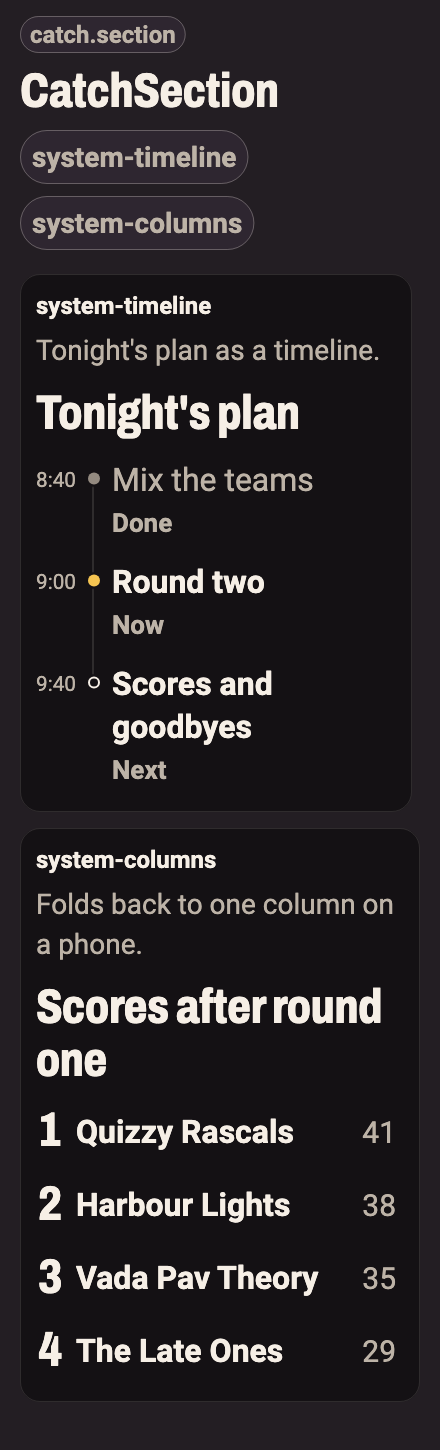 catch.section
CatchSection
system-timeline
system-columns
system-timeline
Tonight's plan as a timeline.
Tonight's plan
8:40 Mix the teams
Done
9:00 Round two
Now
9:40 Scores and
goodbyes
Next
system-columns
Folds back to one column on
a phone.
Scores after round
one
1 Quizzy Rascals 41
2 Harbour Lights 38
3 Vada Pav Theory 35
4 The Late Ones 29